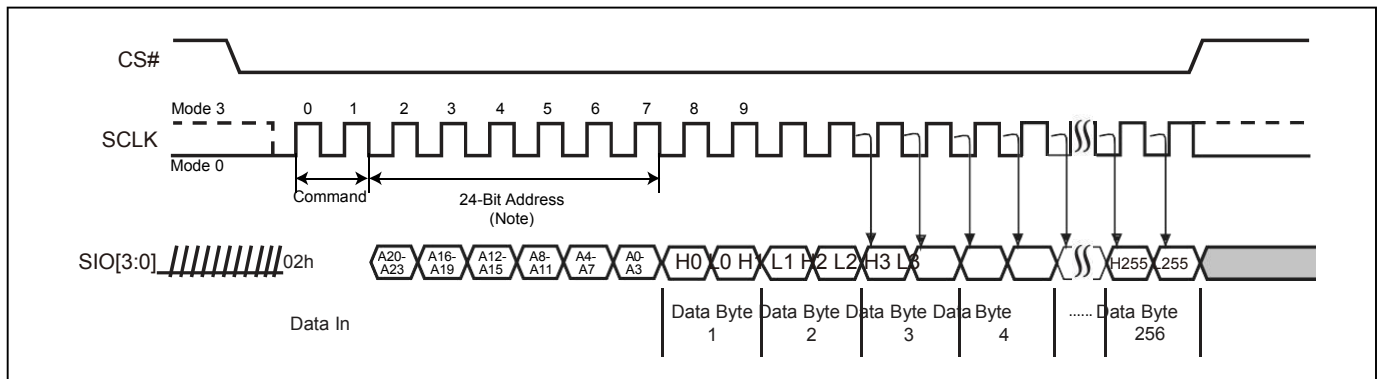 CS#
Mode 3 0 1 2 3 4 5 6 7 8 9
SCLK
Mode 0
Command 24-Bit Address
(Note)
SIO[3:0] 02h A20-A23 A16-A19 A12-A15 A8-A11 A4-A7 A0-A3 H0 L0 H1 L1 H2 L2 H3 L3 H255 L255
Data In
Data Byte Data Byte Data Byte Data Byte ...... Data Byte
1 2 3 4 256